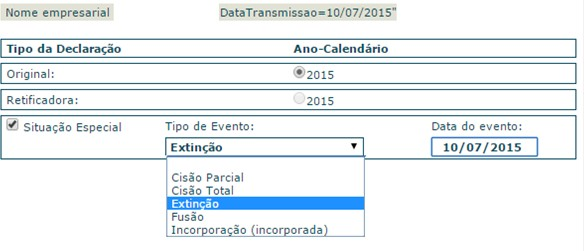 Nome empresarial DataTransmissao=10/07/2015"
Tipo da Declaração Ano-Calendário
Original: 2015
Retificadora: 2015
Situação Especial Tipo de Evento: Data do evento:
Extinção 10/07/2015
Cisão Parcial
Cisão Total
Extinção
Fusão
Incorporação (incorporada)